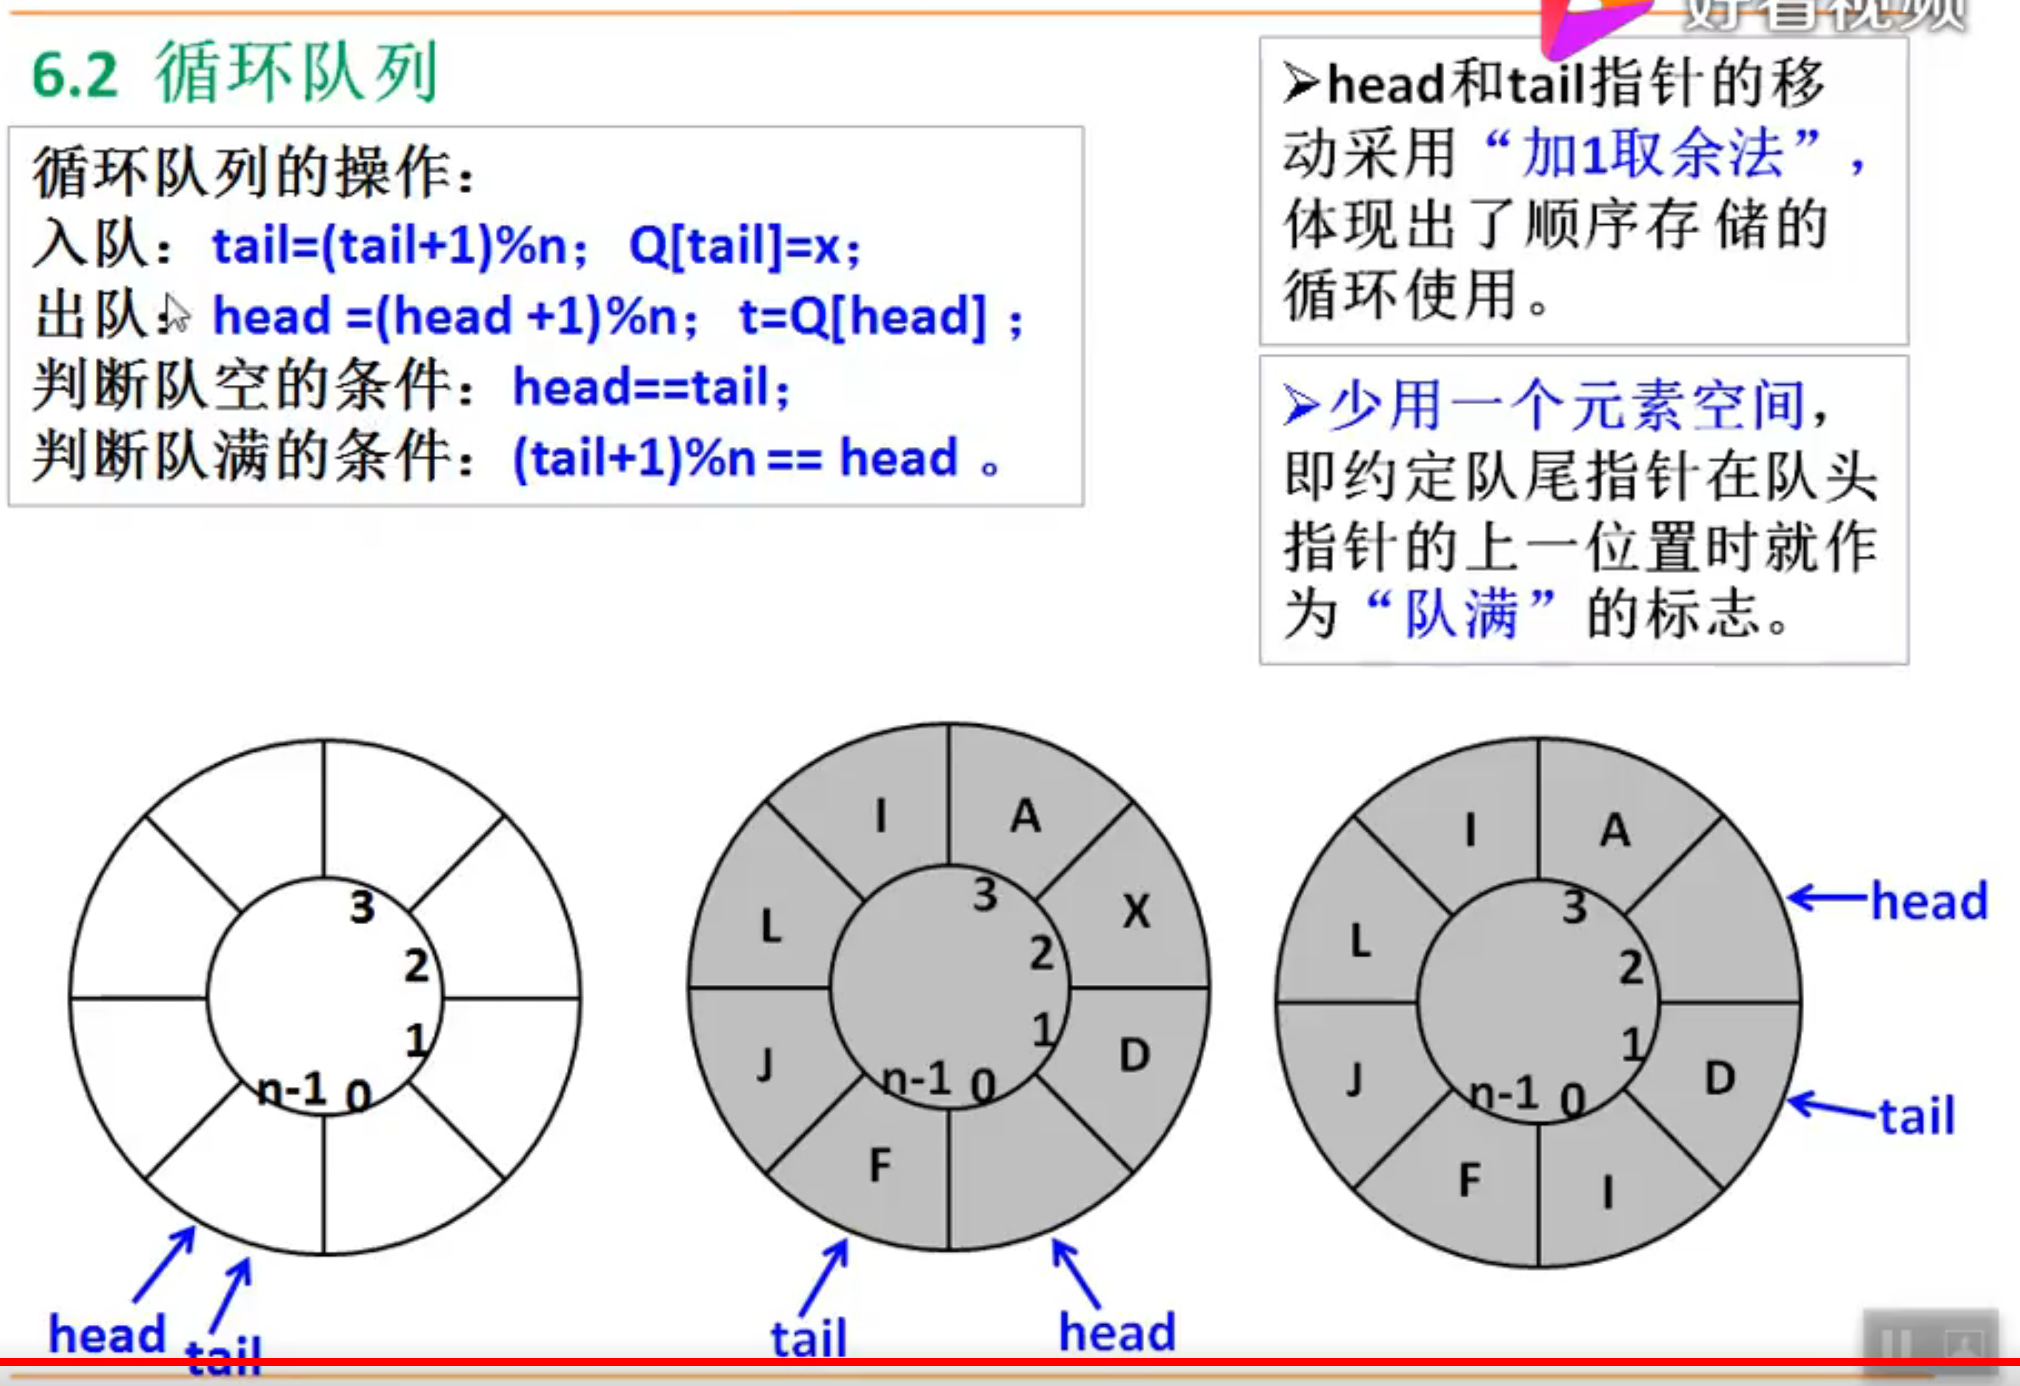 好看视频
6.2 循环队列
循环队列的操作：
入队：tail=(tail+1)%n；Q[tail]=x；
出队：head =(head +1)%n；t=Q[head]；
判断队空的条件：head==tail；
判断队满的条件：(tail+1)%n == head 。
➢head和tail指针的移
动采用“加1取余法”，
体现出了顺序存 储的
循环使用。
➢少用一个元素空间，
即约定队尾指针在队头
指针的上一位置时就作
为“队满”的标志。
3
2
1
n-1 0
head
tail
I A
L X
3
2
1
n-1 0
J D
F
tail
head
I A
L
3
2
1
n-1 0
J D
F I
head
tail